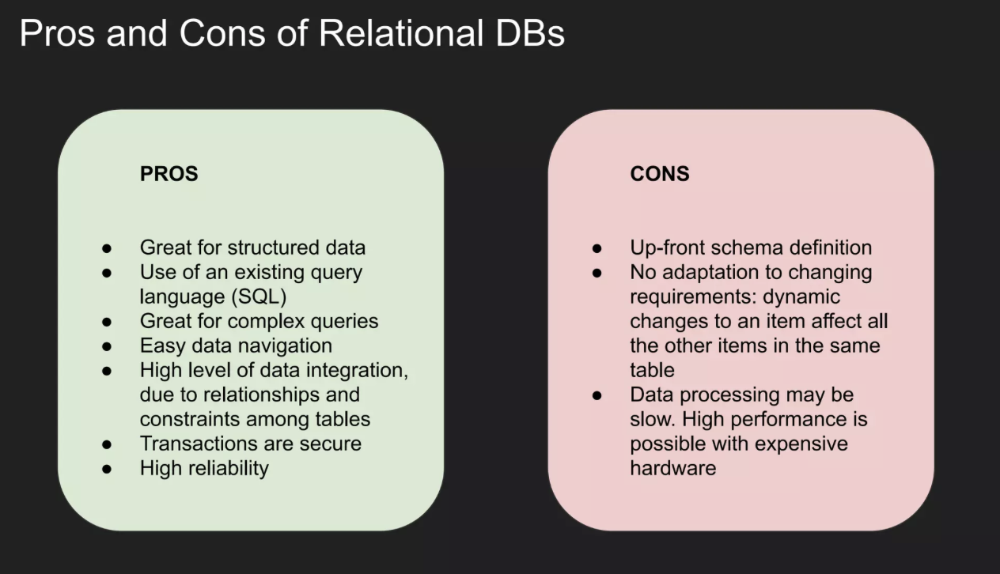 Pros and Cons of Relational DBs
PROS
● Great for structured data
● Use of an existing query
language (SQL)
● Great for complex queries
● Easy data navigation
● High level of data integration,
due to relationships and
constraints among tables
● Transactions are secure
● High reliability
CONS
● Up-front schema definition
● No adaptation to changing
requirements: dynamic
changes to an item affect all
the other items in the same
table
● Data processing may be
slow. High performance is
possible with expensive
hardware